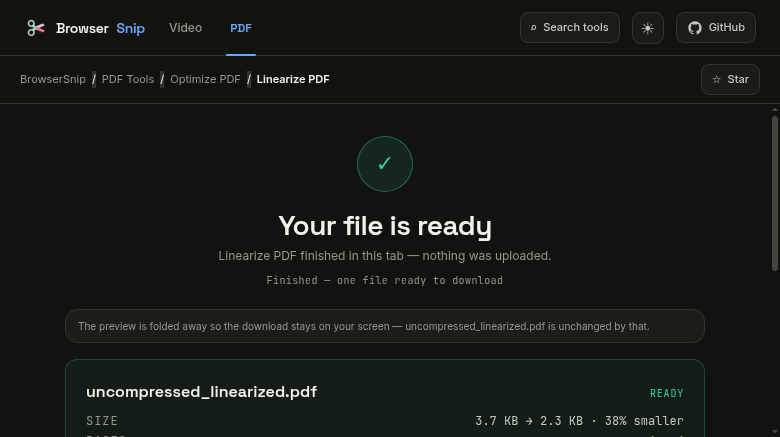 Browser Snip Video PDF Search tools GitHub
BrowserSnip / PDF Tools / Optimize PDF / Linearize PDF ☆ Star
✓
Your file is ready
Linearize PDF finished in this tab — nothing was uploaded.
Finished — one file ready to download
The preview is folded away so the download stays on your screen — uncompressed_linearized.pdf is unchanged by that.
uncompressed_linearized.pdf READY
SIZE 3.7 KB → 2.3 KB · 38% smaller